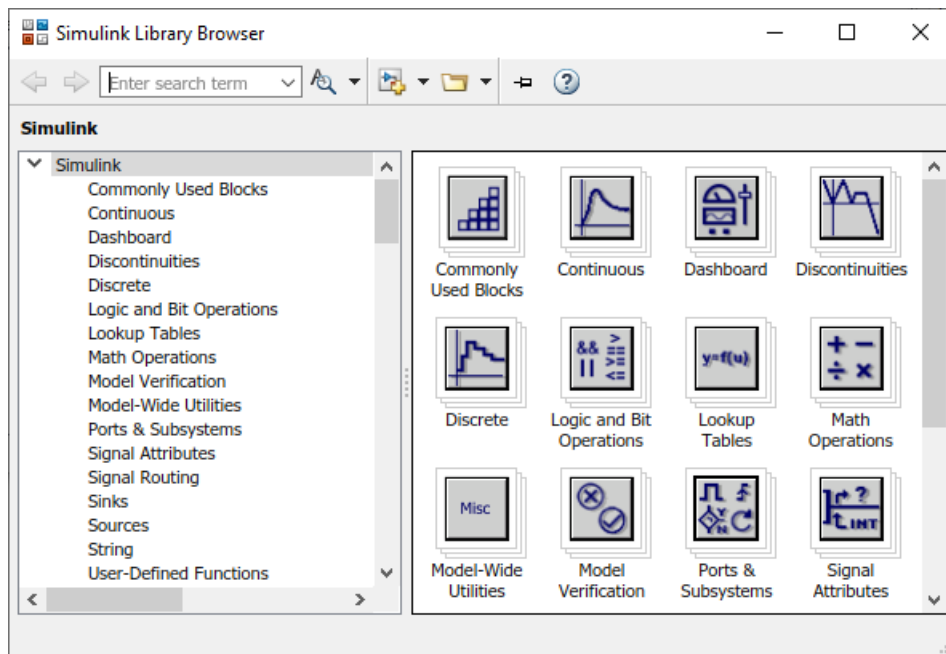 Simulink Library Browser
Enter search term
Simulink
Simulink
Commonly Used Blocks
Continuous
Dashboard
Discontinuities
Discrete
Logic and Bit Operations
Lookup Tables
Math Operations
Model Verification
Model-Wide Utilities
Ports & Subsystems
Signal Attributes
Signal Routing
Sinks
Sources
String
User-Defined Functions
Commonly
Used Blocks
Continuous
Dashboard
Discontinuities
&& >
== 
|| >=
<=
y=f(u)
+ −
÷ ×
Discrete
Logic and Bit
Operations
Lookup
Tables
Math
Operations
Misc
Y
N
?
INT
Model-Wide
Utilities
Model
Verification
Ports &
Subsystems
Signal
Attributes